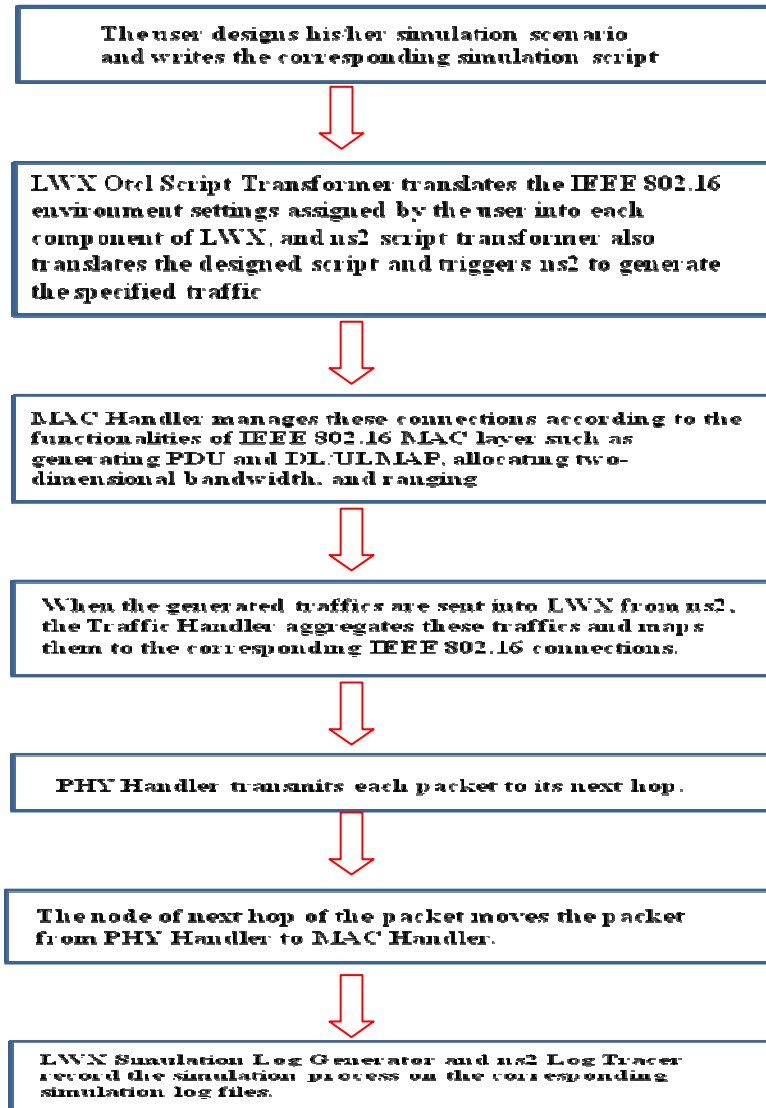 The user designs his/her simulation scenario
and writes the corresponding simulation script
LWX Otcl Script Transformer translates the IEEE 802.16
environment settings assigned by the user into each
component of LWX, and ns2 script transformer also
translates the designed script and triggers ns2 to generate
the specified traffic
MAC Handler manages these connections according to the
functionalities of IEEE 802.16 MAC layer such as
generating PDU and DL/ULMAP, allocating two-
dimensional bandwidth, and ranging
When the generated traffics are sent into LWX from ns2,
the Traffic Handler aggregates these traffics and maps
them to the corresponding IEEE 802.16 connections.
PHY Handler transmits each packet to its next hop.
The node of next hop of the packet moves the packet
from PHY Handler to MAC Handler.
LWX Simulation Log Generator and ns2 Log Tracer
record the simulation process on the corresponding
simulation log files.